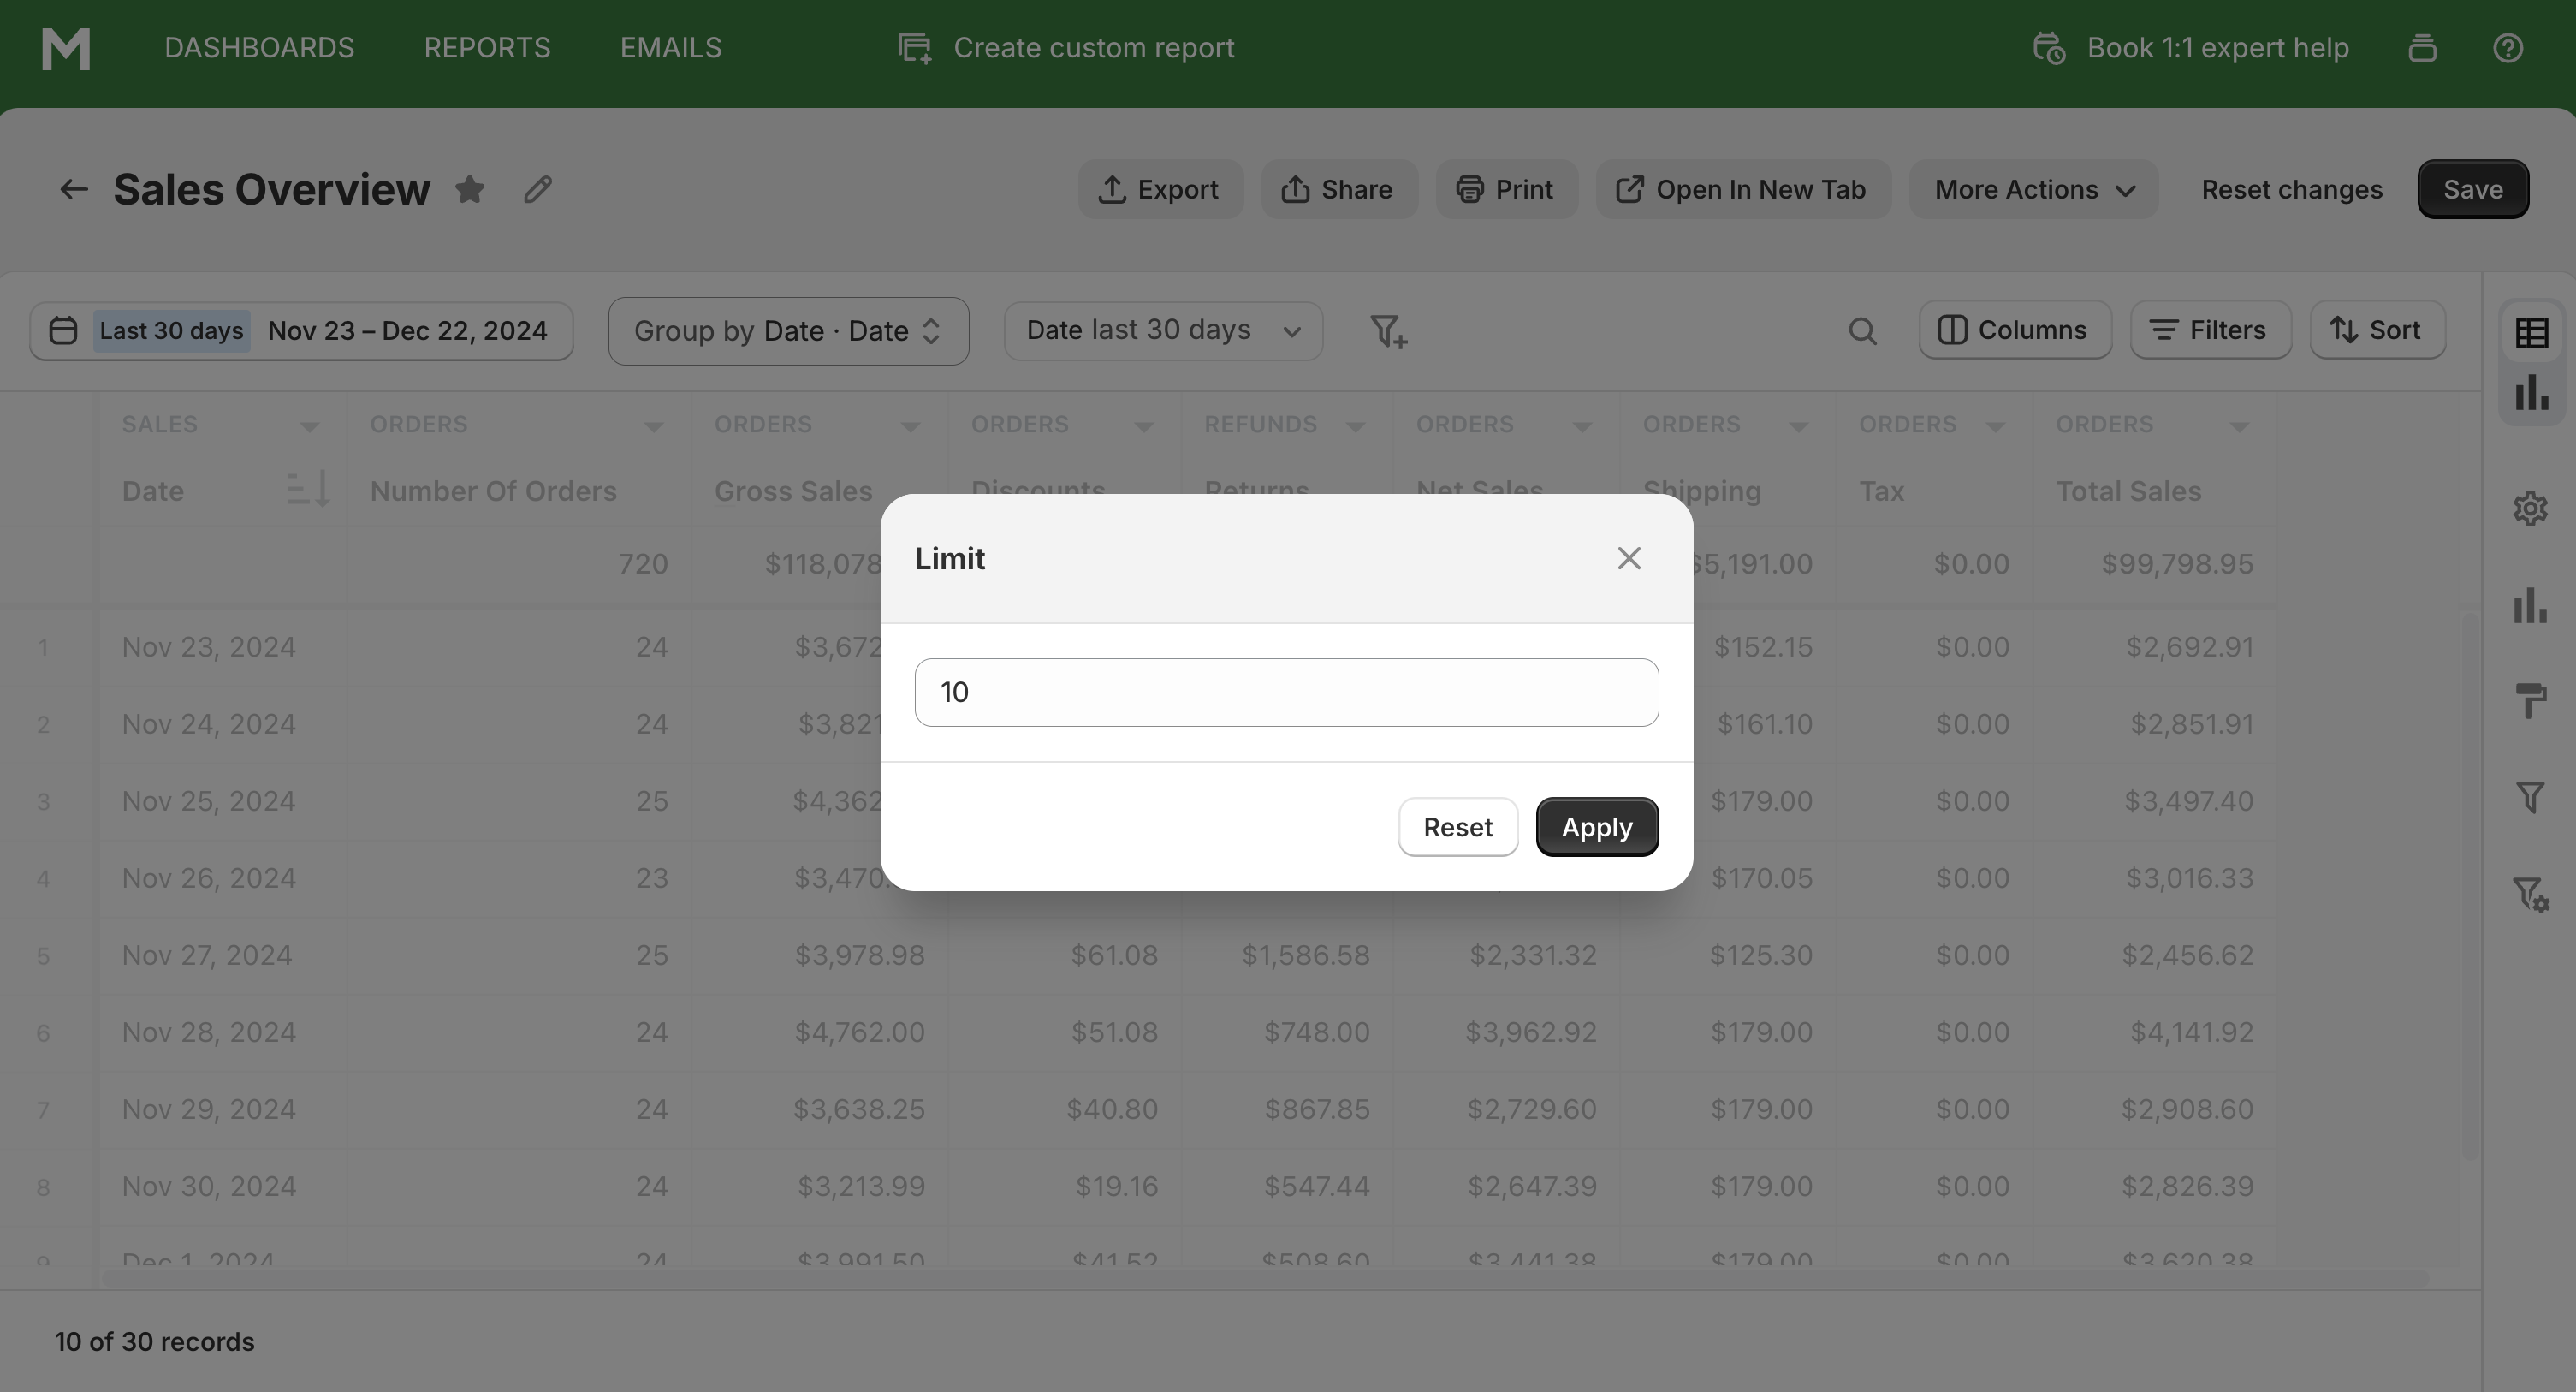 DASHBOARDS REPORTS EMAILS Create custom report Book 1:1 expert help
Sales Overview Export Share Print Open In New Tab More Actions Reset changes Save
Last 30 days Nov 23 – Dec 22, 2024 Group by Date · Date Date last 30 days Columns Filters Sort
SALES ORDERS ORDERS ORDERS REFUNDS ORDERS ORDERS ORDERS ORDERS
Date Number Of Orders Gross Sales Discounts Returns Net Sales Shipping Tax Total Sales
720 $118,078 $5,191.00 $0.00 $99,798.95
1 Nov 23, 2024 24 $3,672 $152.15 $0.00 $2,692.91
2 Nov 24, 2024 24 $3,821 $161.10 $0.00 $2,851.91
3 Nov 25, 2024 25 $4,362 $179.00 $0.00 $3,497.40
4 Nov 26, 2024 23 $3,470. $170.05 $0.00 $3,016.33
5 Nov 27, 2024 25 $3,978.98 $61.08 $1,586.58 $2,331.32 $125.30 $0.00 $2,456.62
6 Nov 28, 2024 24 $4,762.00 $51.08 $748.00 $3,962.92 $179.00 $0.00 $4,141.92
7 Nov 29, 2024 24 $3,638.25 $40.80 $867.85 $2,729.60 $179.00 $0.00 $2,908.60
8 Nov 30, 2024 24 $3,213.99 $19.16 $547.44 $2,647.39 $179.00 $0.00 $2,826.39
9 Dec 1, 2024 24 $3,991.50 $41.52 $508.60 $3,441.38 $179.00 $0.00 $3,620.38
Limit
10
Reset Apply
10 of 30 records